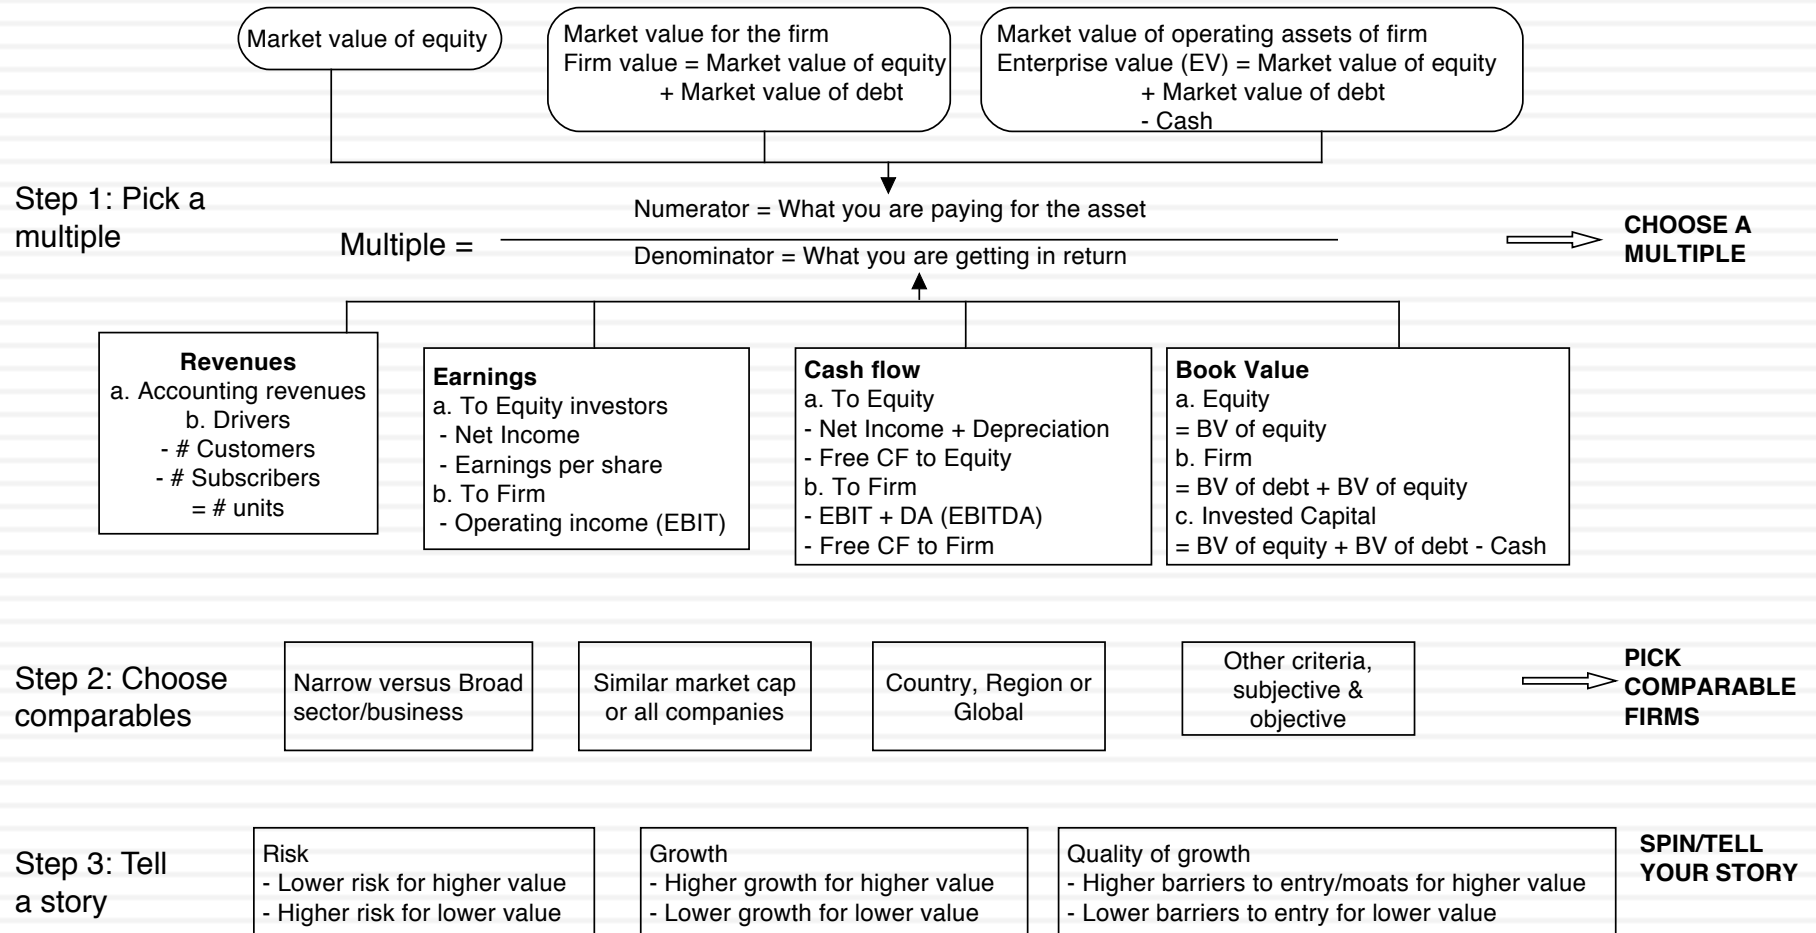 Market value of equity
Market value for the firm
Firm value = Market value of equity
+ Market value of debt
Market value of operating assets of firm
Enterprise value (EV) = Market value of equity
+ Market value of debt
- Cash
Step 1: Pick a
multiple
Multiple =
Numerator = What you are paying for the asset
Denominator = What you are getting in return
CHOOSE A
MULTIPLE
Revenues
a. Accounting revenues
b. Drivers
- # Customers
- # Subscribers
= # units
Earnings
a. To Equity investors
- Net Income
- Earnings per share
b. To Firm
- Operating income (EBIT)
Cash flow
a. To Equity
- Net Income + Depreciation
- Free CF to Equity
b. To Firm
- EBIT + DA (EBITDA)
- Free CF to Firm
Book Value
a. Equity
= BV of equity
b. Firm
= BV of debt + BV of equity
c. Invested Capital
= BV of equity + BV of debt - Cash
Step 2: Choose
comparables
Narrow versus Broad
sector/business
Similar market cap
or all companies
Country, Region or
Global
Other criteria,
subjective &
objective
PICK
COMPARABLE
FIRMS
Step 3: Tell
a story
Risk
- Lower risk for higher value
- Higher risk for lower value
Growth
- Higher growth for higher value
- Lower growth for lower value
Quality of growth
- Higher barriers to entry/moats for higher value
- Lower barriers to entry for lower value
SPIN/TELL
YOUR STORY